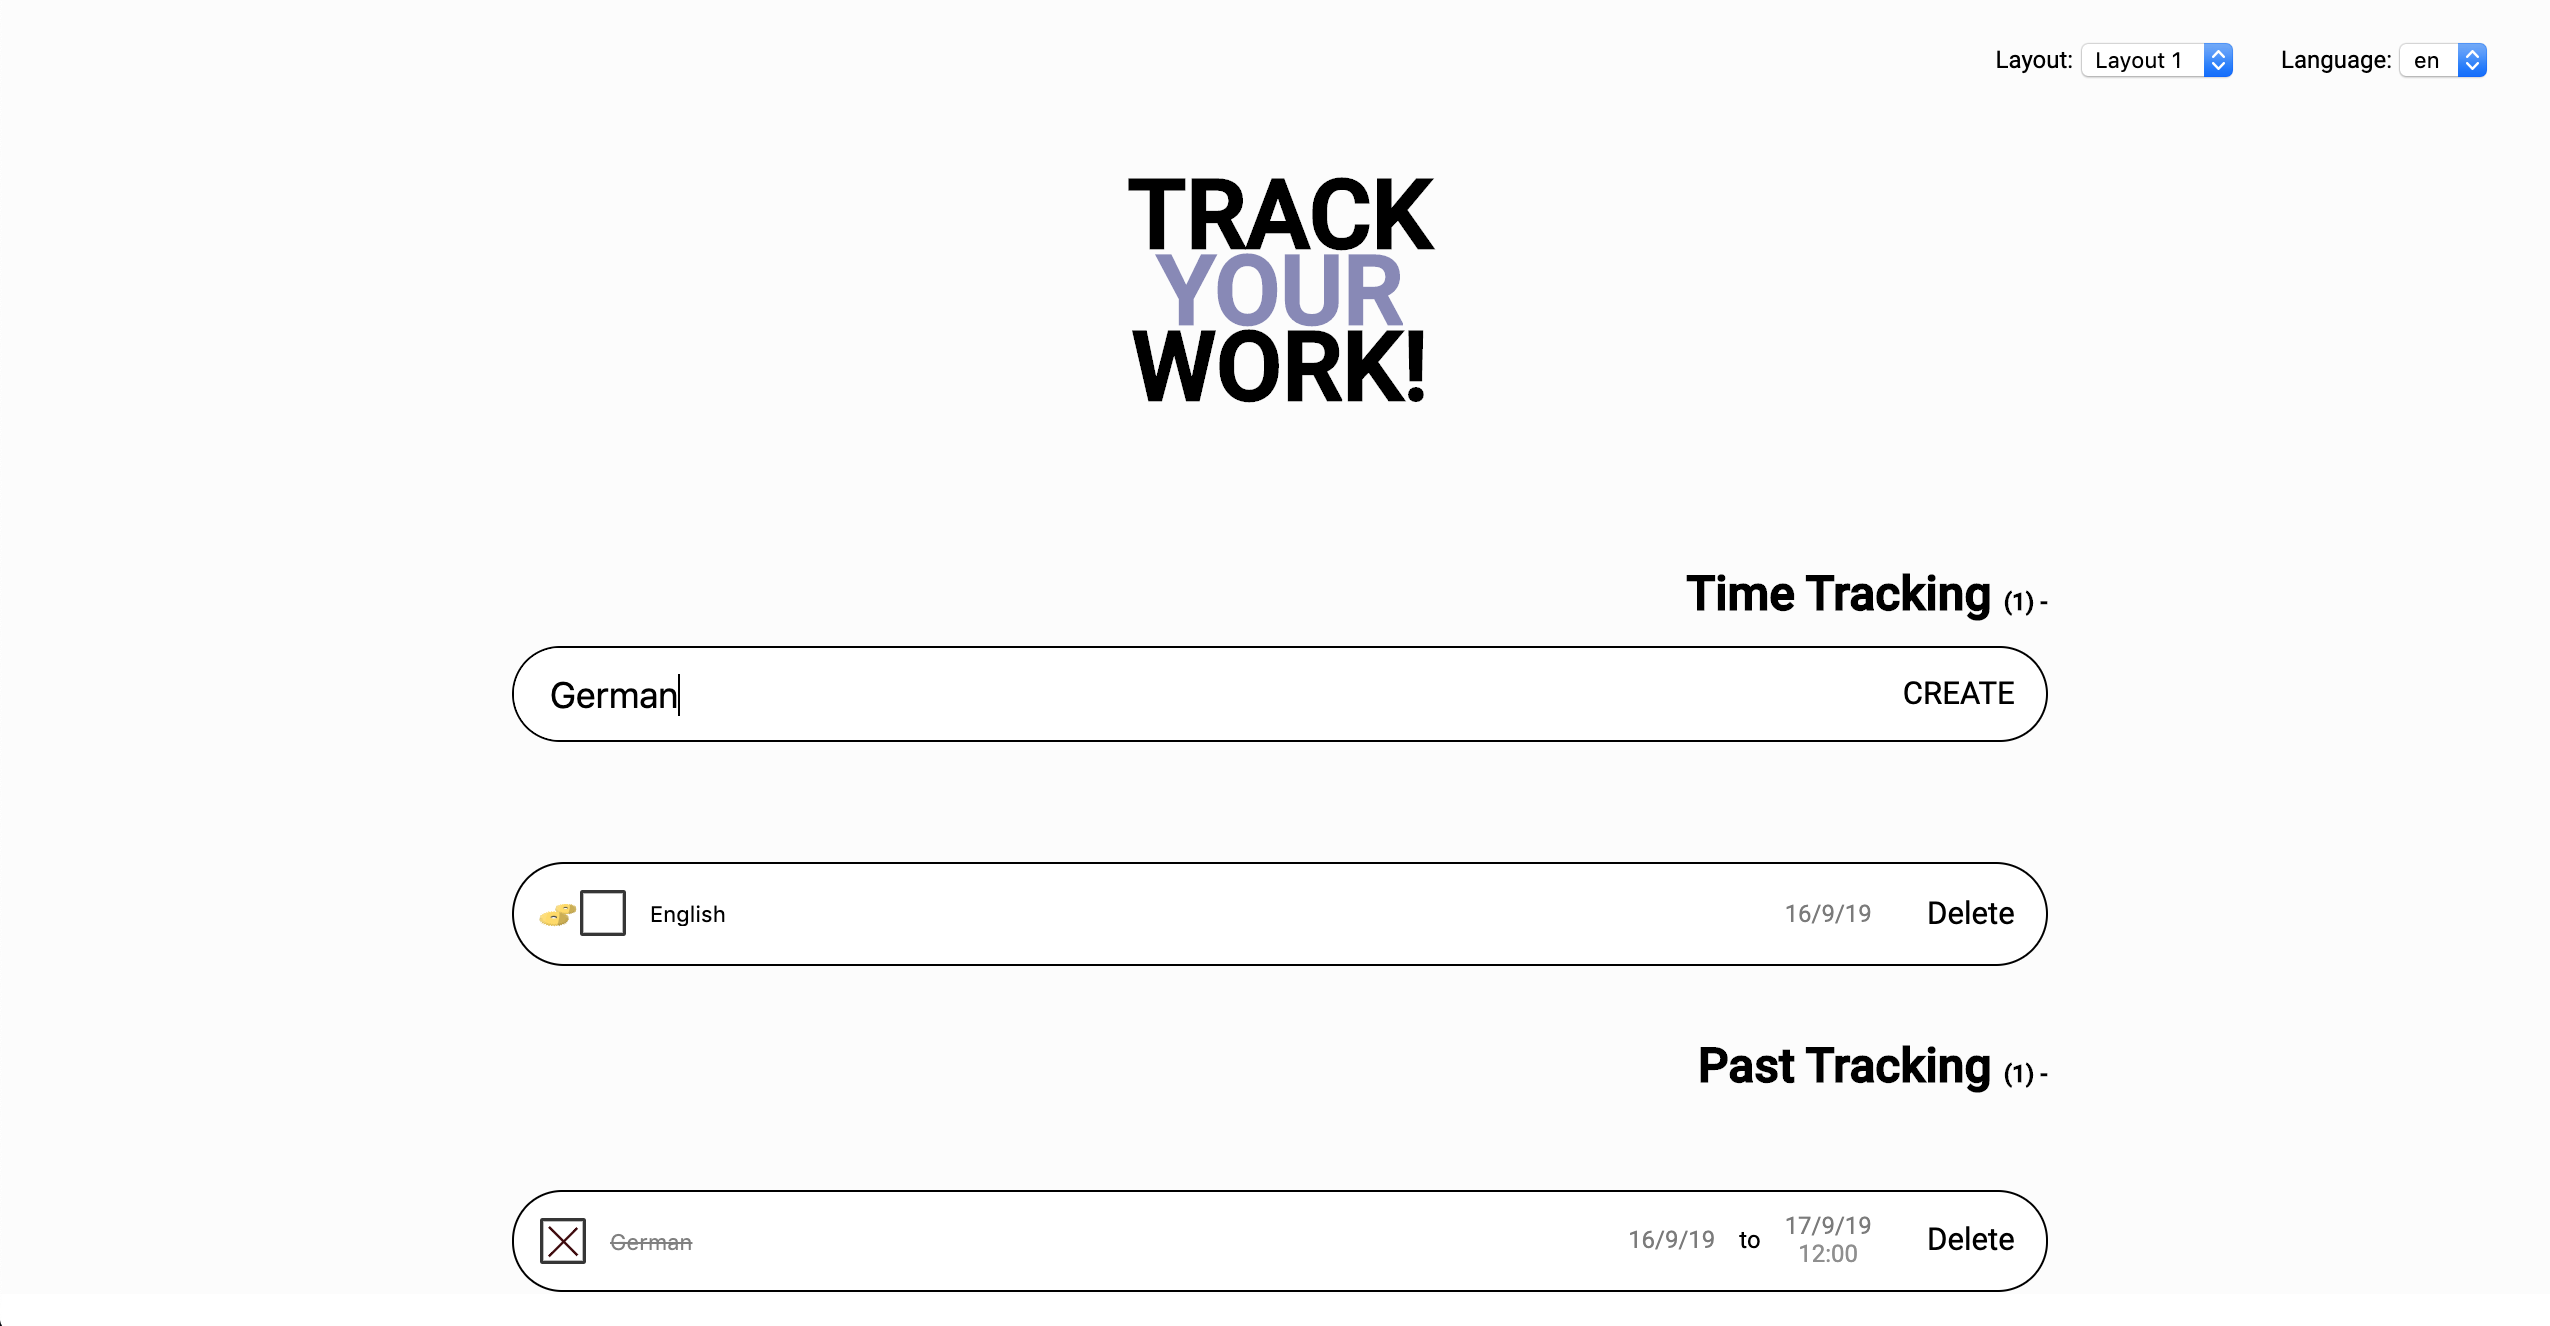 Layout: Layout 1 Language: en
TRACK
YOUR
WORK!
Time Tracking (1) -
German CREATE
English 16/9/19 Delete
Past Tracking (1) -
German 16/9/19 to 17/9/19 12:00 Delete